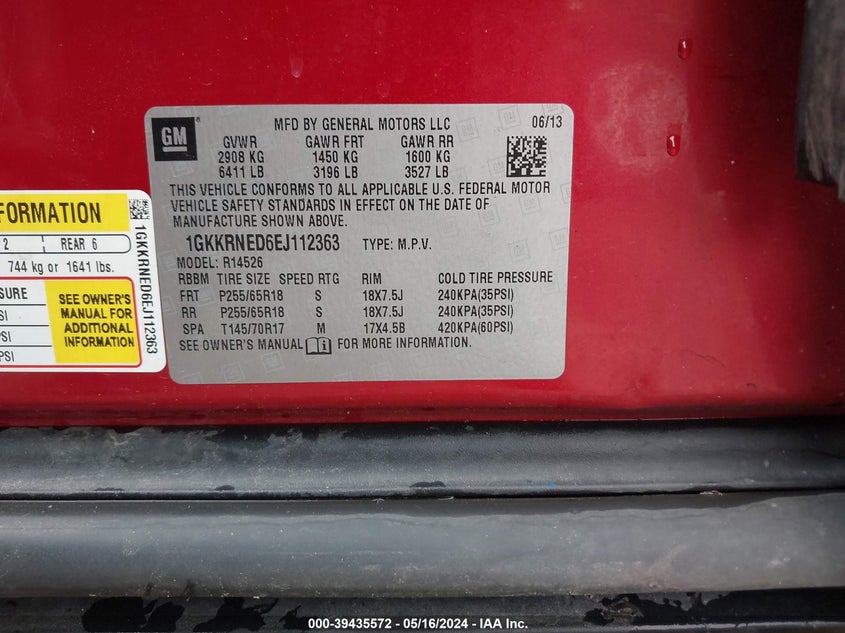 GM
®
MFD BY GENERAL MOTORS LLC 06/13
GVWR GAWR FRT GAWR RR
2908 KG 1450 KG 1600 KG
6411 LB 3196 LB 3527 LB
THIS VEHICLE CONFORMS TO ALL APPLICABLE U.S. FEDERAL MOTOR
VEHICLE SAFETY STANDARDS IN EFFECT ON THE DATE OF
MANUFACTURE SHOWN ABOVE.
1GKKRNED6EJ112363 TYPE: M.P.V.
MODEL: R14526
RBBM TIRE SIZE SPEED RTG RIM COLD TIRE PRESSURE
FRT P255/65R18 S 18X7.5J 240KPA(35PSI)
RR P255/65R18 S 18X7.5J 240KPA(35PSI)
SPA T145/70R17 M 17X4.5B 420KPA(60PSI)
SEE OWNER'S MANUAL FOR MORE INFORMATION.
FORMATION
2 REAR 6
744 kg or 1641 lbs.
SURE
SI
PSI
PSI
SEE OWNER'S
MANUAL FOR
ADDITIONAL
INFORMATION
1GKKRNED6EJ112363
000-39435572 - 05/16/2024 - IAA Inc.